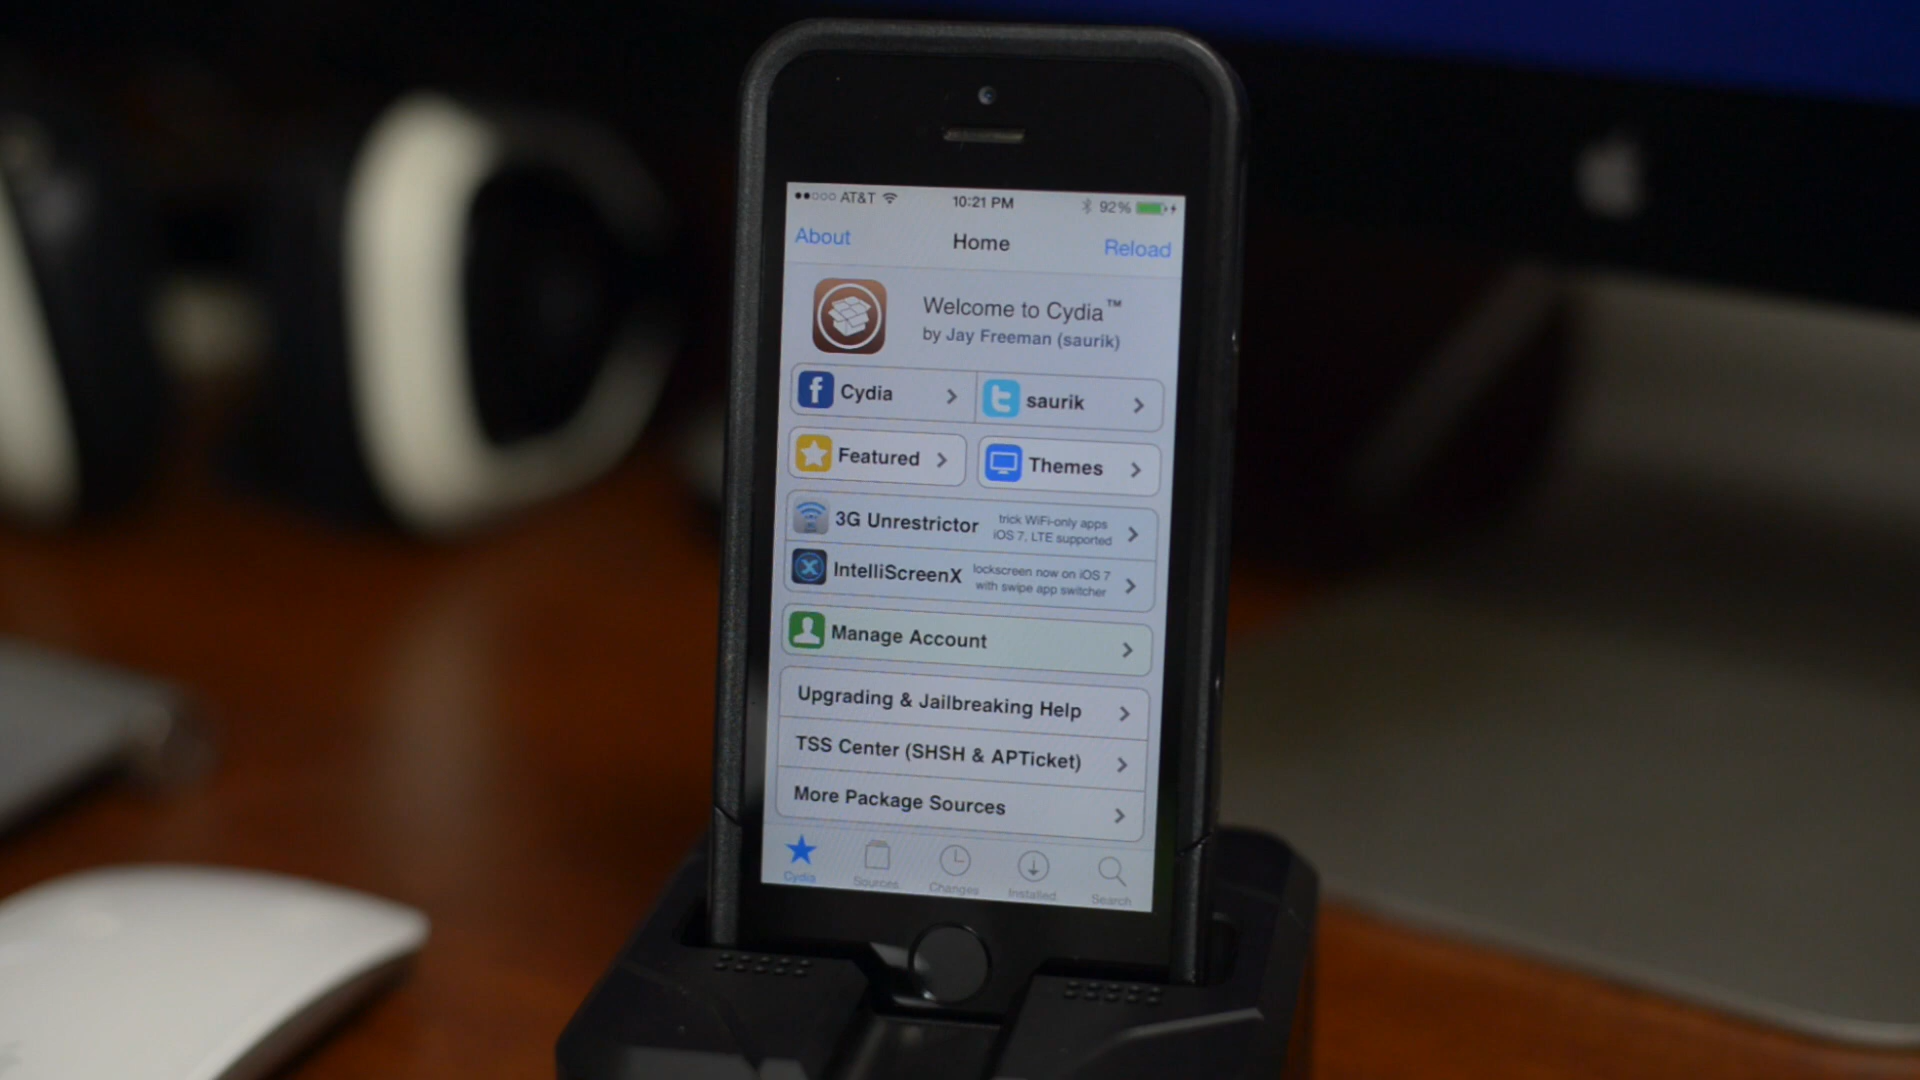 AT&T 10:21 PM 92%
About Home Reload
Welcome to Cydia™
by Jay Freeman (saurik)
Cydia
saurik
Featured
Themes
3G Unrestrictor
trick WiFi-only apps
iOS 7, LTE supported
IntelliScreenX
lockscreen now on iOS 7
with swipe app switcher
Manage Account
Upgrading & Jailbreaking Help
TSS Center (SHSH & APTicket)
More Package Sources
Cydia Sources Changes Installed Search